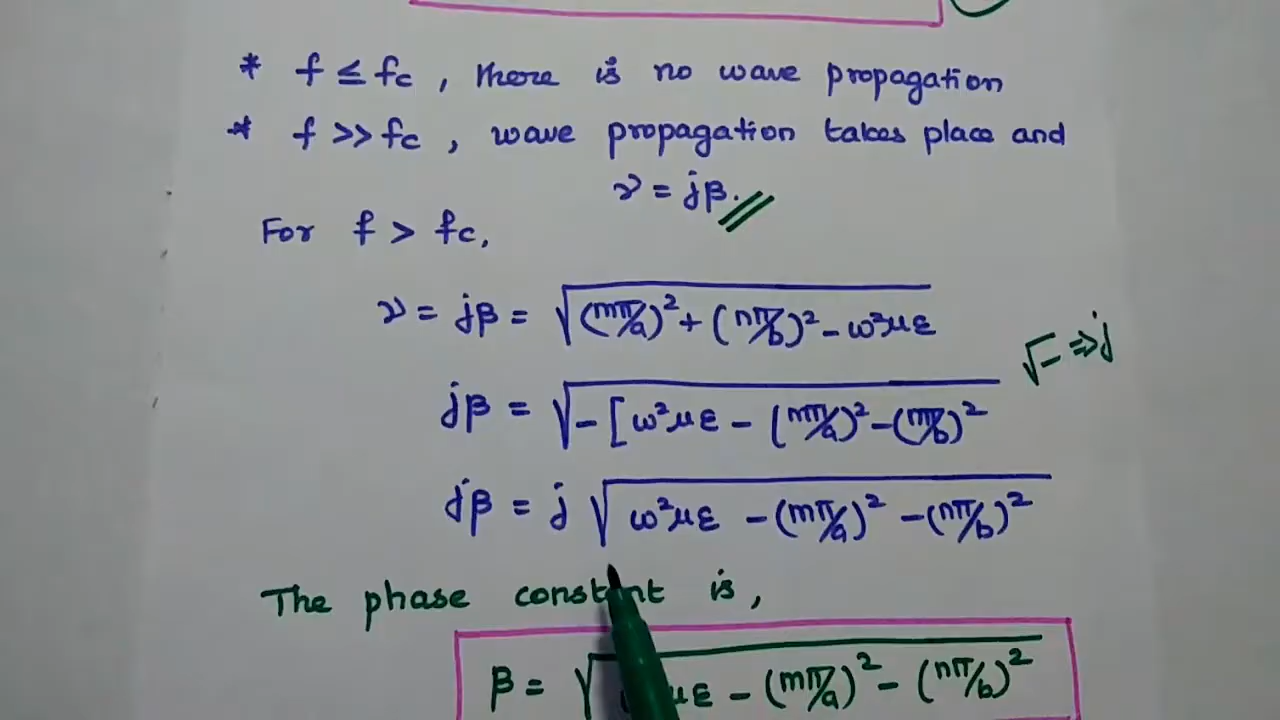 * f ≤ fc, there is no wave propagation
* f >> fc, wave propagation takes place and
γ = jβ.
For f > fc,
γ = jβ = √(mπ/a)² + (nπ/b)² - ω²με
√- ⇒ j
jβ = √-[ω²με - (mπ/a)² - (nπ/b)²
jβ = j √ω²με - (mπ/a)² - (nπ/b)²
The phase constant is,
β = √ με - (mπ/a)² - (nπ/b)²